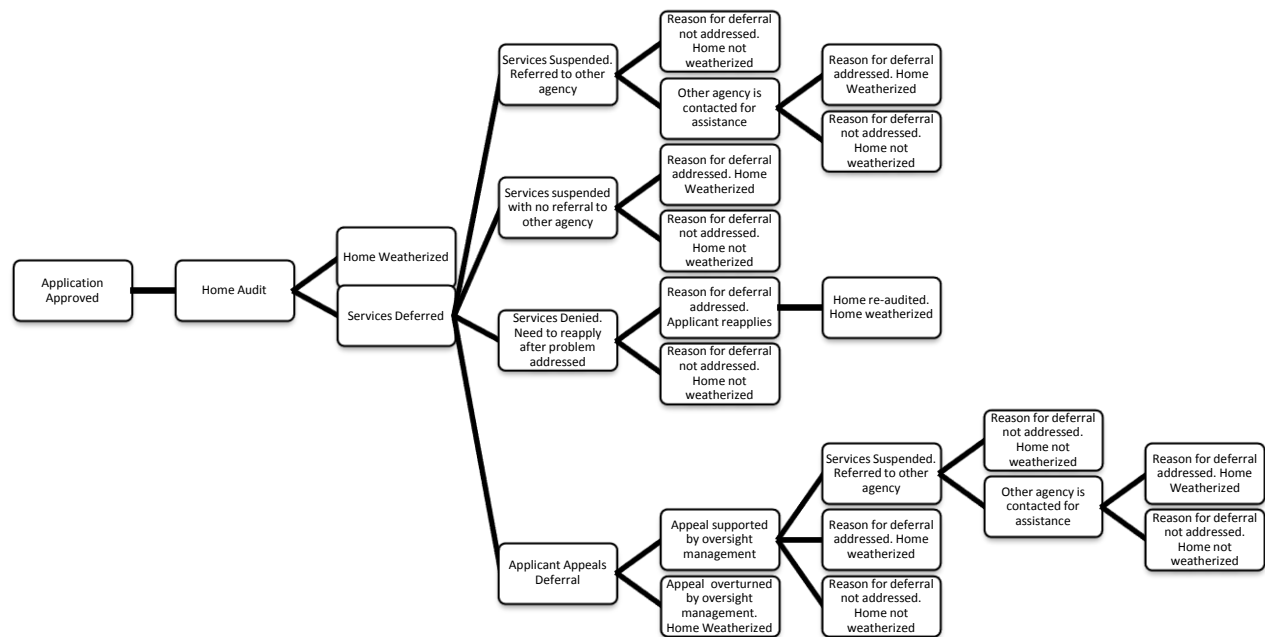 Application
Approved
Home Audit
Home Weatherized
Services Deferred
Services Suspended.
Referred to other
agency
Reason for deferral
not addressed.
Home not
weatherized
Other agency is
contacted for
assistance
Reason for deferral
addressed. Home
Weatherized
Reason for deferral
not addressed.
Home not
weatherized
Services suspended
with no referral to
other agency
Reason for deferral
addressed. Home
Weatherized
Reason for deferral
not addressed.
Home not
weatherized
Services Denied.
Need to reapply
after problem
addressed
Reason for deferral
addressed.
Applicant reapplies
Home re-audited.
Home weatherized
Reason for deferral
not addressed.
Home not
weatherized
Applicant Appeals
Deferral
Appeal supported
by oversight
management
Services Suspended.
Referred to other
agency
Reason for deferral
not addressed.
Home not
weatherized
Other agency is
contacted for
assistance
Reason for deferral
addressed. Home
Weatherized
Reason for deferral
not addressed.
Home not
weatherized
Reason for deferral
addressed. Home
weatherized
Reason for deferral
not addressed.
Home not
weatherized
Appeal overturned
by oversight
management.
Home Weatherized